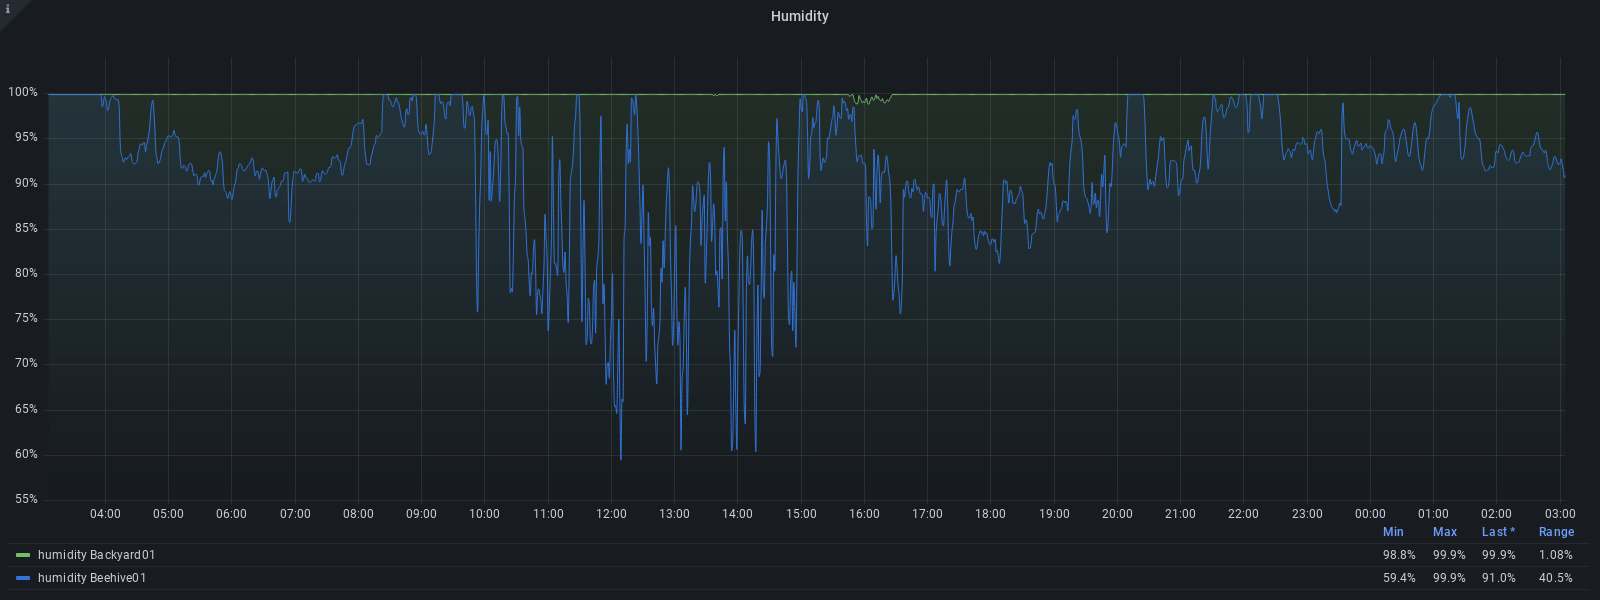 i
Humidity
100%
95%
90%
85%
80%
75%
70%
65%
60%
55%
04:00 05:00 06:00 07:00 08:00 09:00 10:00 11:00 12:00 13:00 14:00 15:00 16:00 17:00 18:00 19:00 20:00 21:00 22:00 23:00 00:00 01:00 02:00 03:00
Min Max Last * Range
humidity Backyard01 98.8% 99.9% 99.9% 1.08%
humidity Beehive01 59.4% 99.9% 91.0% 40.5%